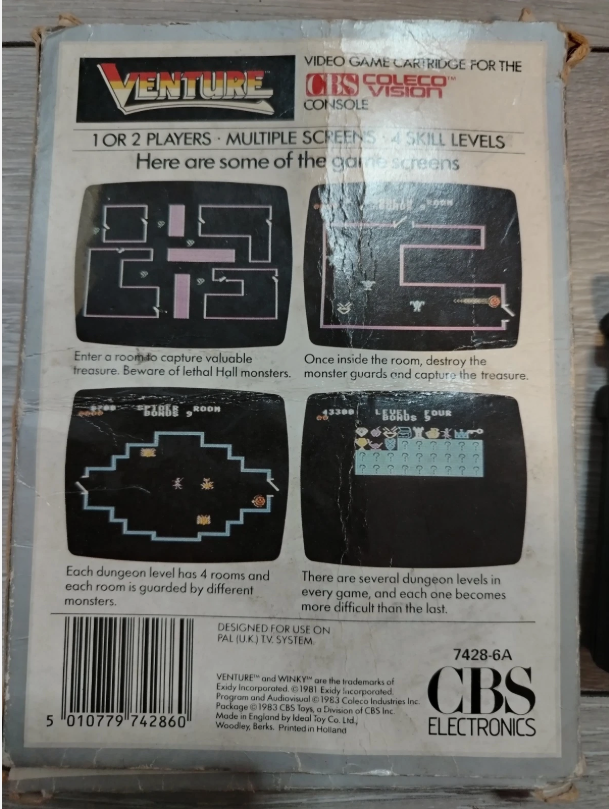 VENTURE™
VIDEO GAME CARTRIDGE FOR THE
CBS COLECO™
VISION
CONSOLE
1 OR 2 PLAYERS · MULTIPLE SCREENS · 4 SKILL LEVELS
Here are some of the game screens
ROOM
Enter a room to capture valuable
treasure. Beware of lethal Hall monsters.
Once inside the room, destroy the
monster guards and capture the treasure.
SPIDER ROOM
BONUS 9
43300 LEVEL FOUR
BONUS 9
Each dungeon level has 4 rooms and
each room is guarded by different
monsters.
There are several dungeon levels in
every game, and each one becomes
more difficult than the last.
DESIGNED FOR USE ON
PAL (U.K.) T.V. SYSTEM.
VENTURE™ and WINKY™ are the trademarks of
Exidy Incorporated. ©1981 Exidy Incorporated.
Program and Audiovisual ©1983 Coleco Industries Inc.
Package ©1983 CBS Toys, a Division of CBS Inc.
Made in England by Ideal Toy Co. Ltd.,
Woodley, Berks. Printed in Holland
5 010779 742860
7428-6A
CBS
ELECTRONICS